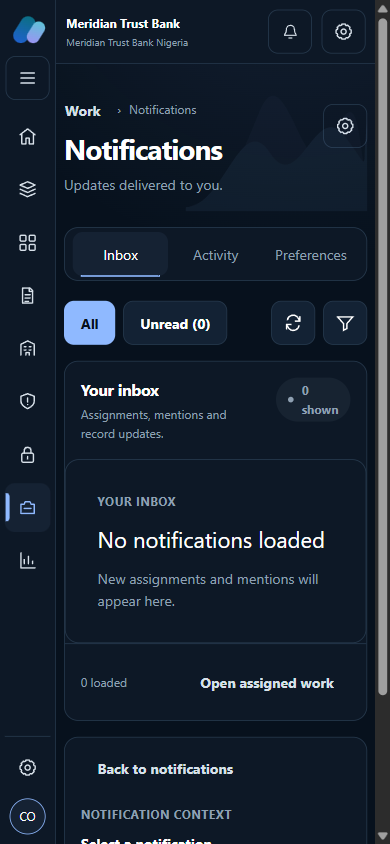 Meridian Trust Bank
Meridian Trust Bank Nigeria
Work › Notifications
Notifications
Updates delivered to you.
Inbox Activity Preferences
All Unread (0)
Your inbox
Assignments, mentions and
record updates.
0
shown
YOUR INBOX
No notifications loaded
New assignments and mentions will
appear here.
0 loaded Open assigned work
Back to notifications
NOTIFICATION CONTEXT
Select a notification
CO